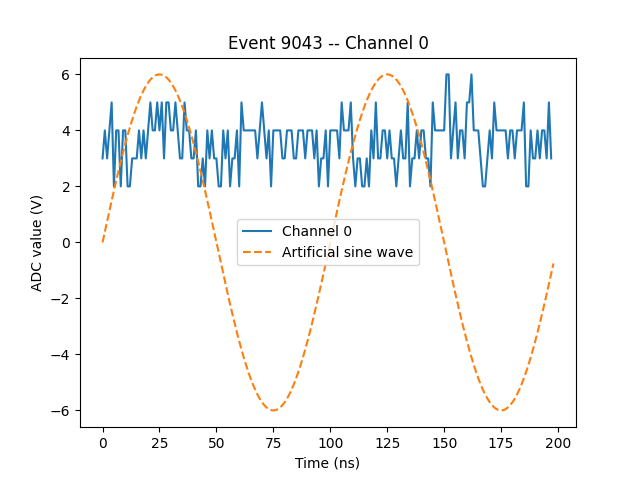 Event 9043 -- Channel 0
6
4
2
0
−2
−4
−6
ADC value (V)
Channel 0
Artificial sine wave
0 25 50 75 100 125 150 175 200
Time (ns)